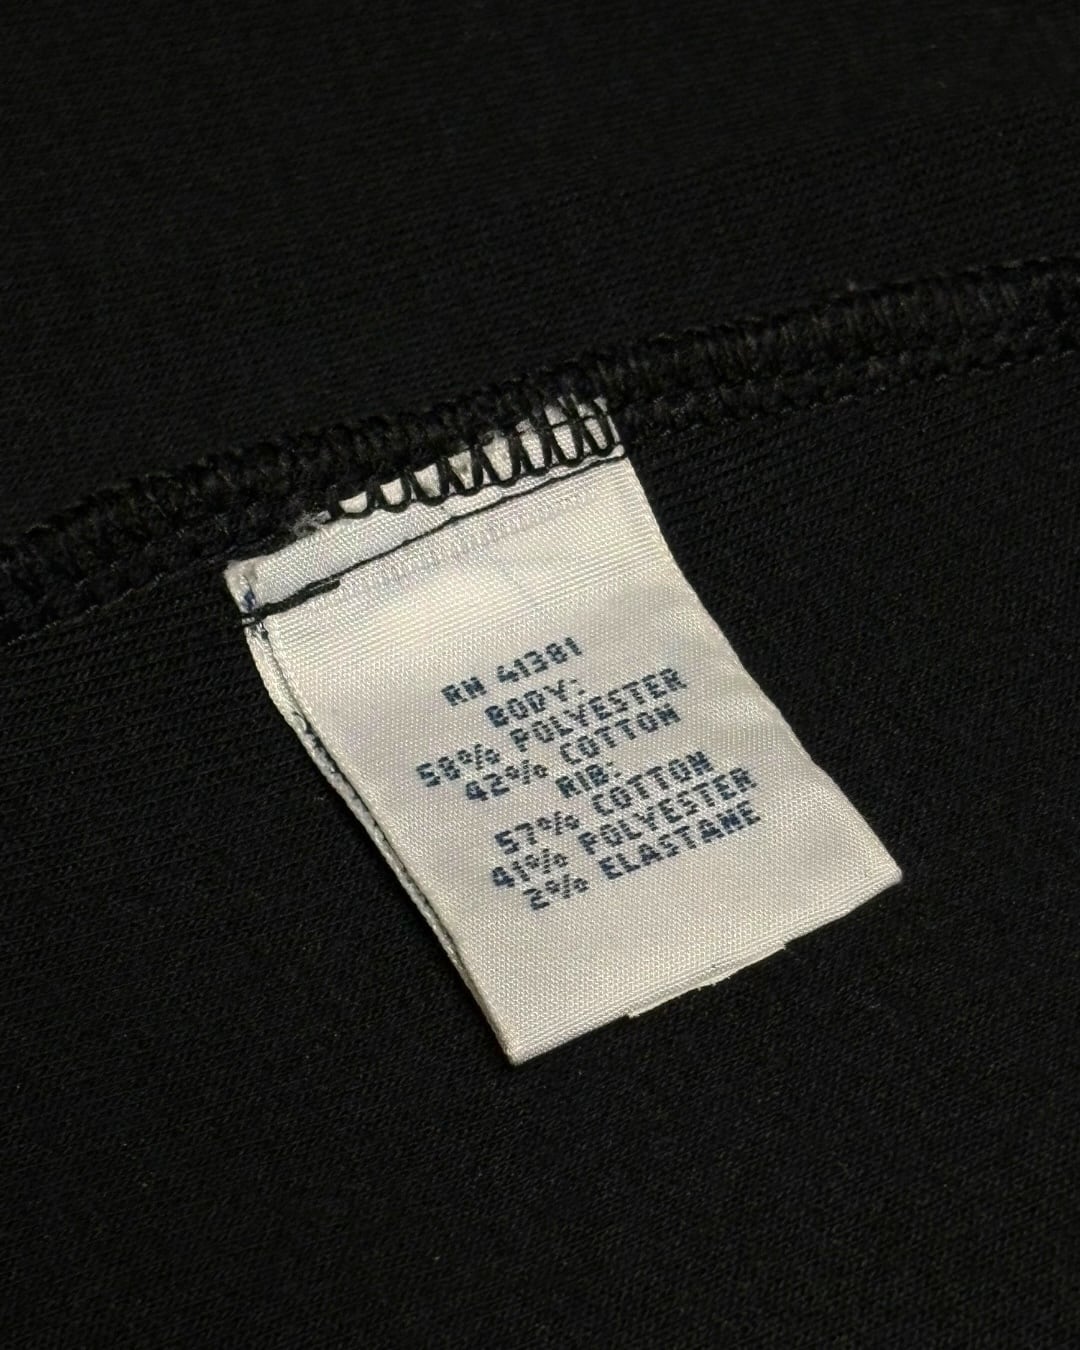 RN 41381
BODY:
58% POLYESTER
42% COTTON
RIB:
57% COTTON
41% POLYESTER
2% ELASTANE